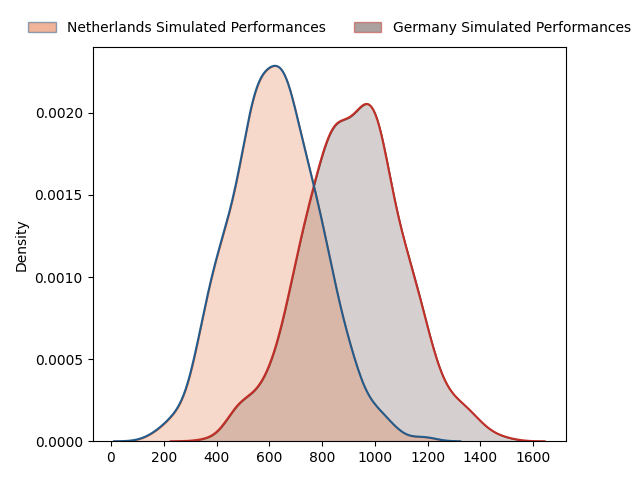 Netherlands Simulated Performances
Germany Simulated Performances
0.0020
0.0015
Density
0.0010
0.0005
0.0000
0 200 400 600 800 1000 1200 1400 1600